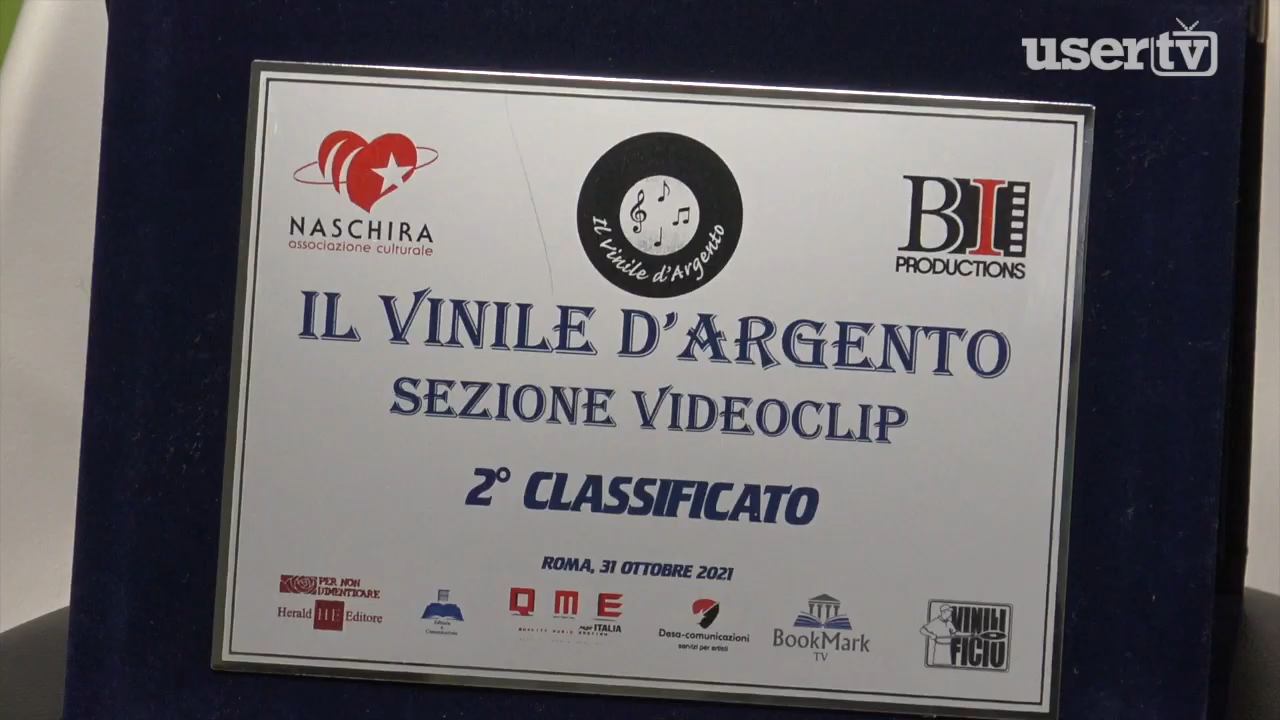 usertv
NASCHIRA
associazione culturale
Il Vinile d'Argento
BI
PRODUCTIONS
IL VINILE D'ARGENTO
SEZIONE VIDEOCLIP
2° CLASSIFICATO
ROMA, 31 OTTOBRE 2021
PER NON
DIMENTICARE
Herald HE Editore
QME
ITALIA
Desa-comunicazioni
servizi per artisti
BookMark
TV
VINILI
FICIU